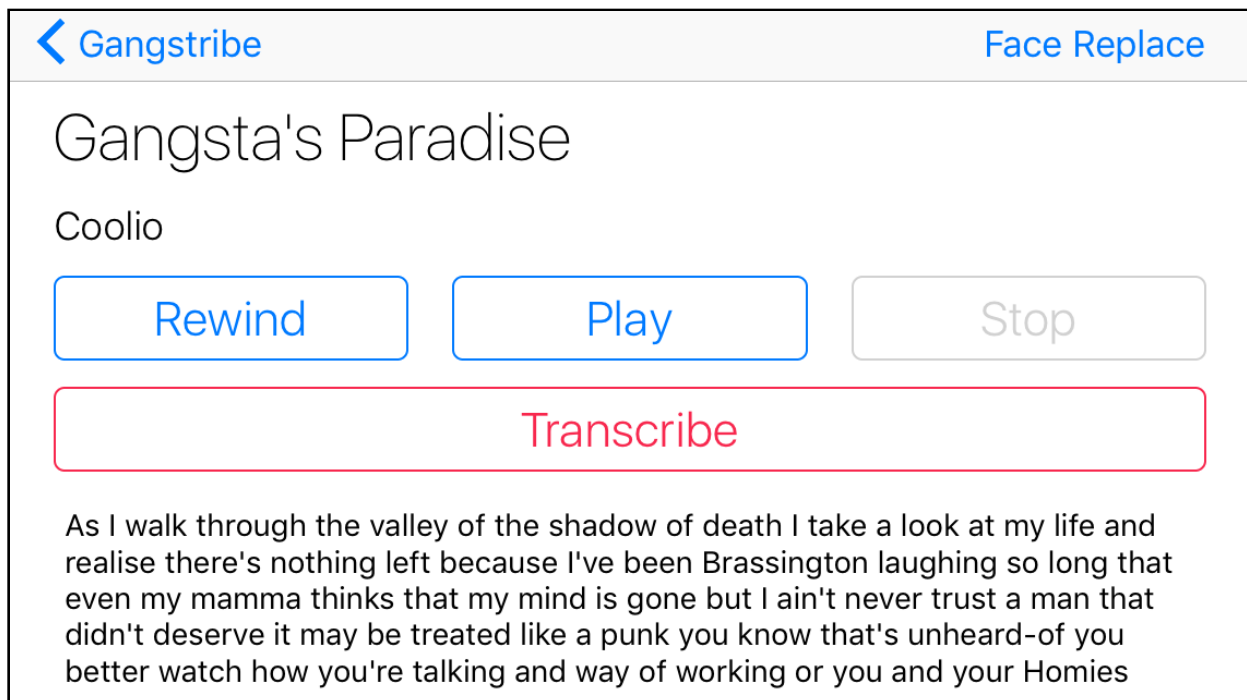 Gangstribe Face Replace
Gangsta's Paradise
Coolio
Rewind Play Stop
Transcribe
As I walk through the valley of the shadow of death I take a look at my life and
realise there's nothing left because I've been Brassington laughing so long that
even my mamma thinks that my mind is gone but I ain't never trust a man that
didn't deserve it may be treated like a punk you know that's unheard-of you
better watch how you're talking and way of working or you and your Homies